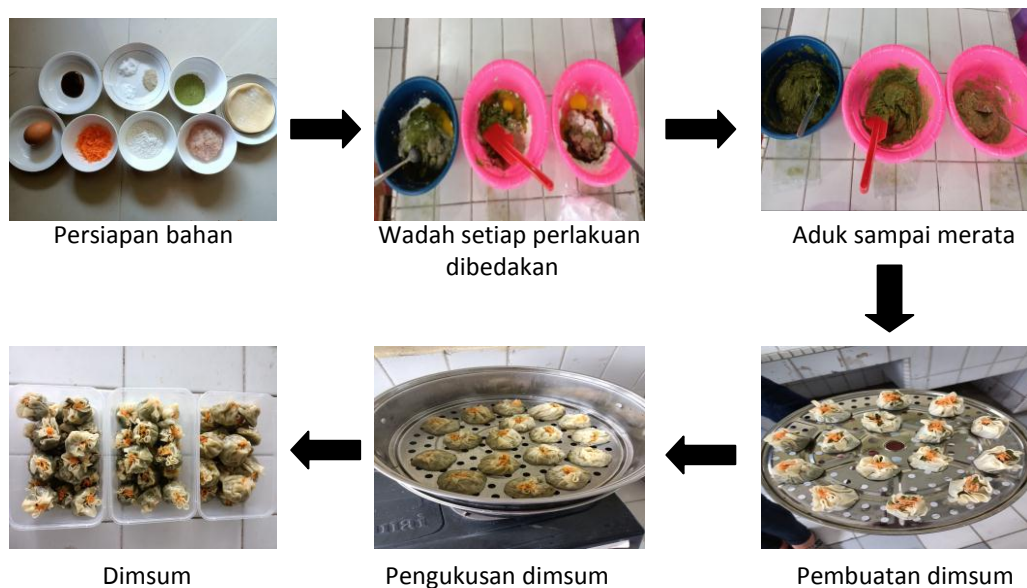 Persiapan bahan
Wadah setiap perlakuan
dibedakan
Aduk sampai merata
Pembuatan dimsum
Pengukusan dimsum
Dimsum